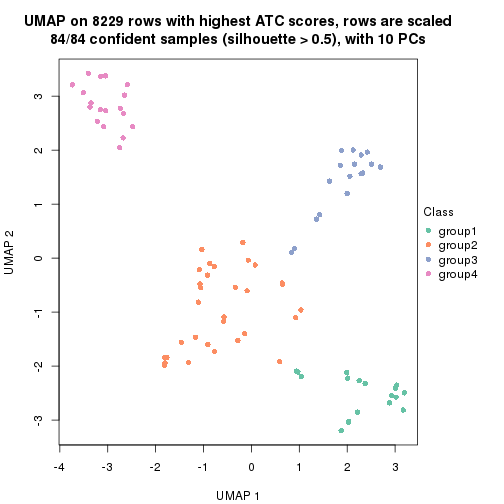 UMAP on 8229 rows with highest ATC scores, rows are scaled
84/84 confident samples (silhouette > 0.5), with 10 PCs
3
2
1
0
-1
-2
-3
UMAP 2
-4
-3
-2
-1
0
1
2
3
UMAP 1
Class
group1
group2
group3
group4